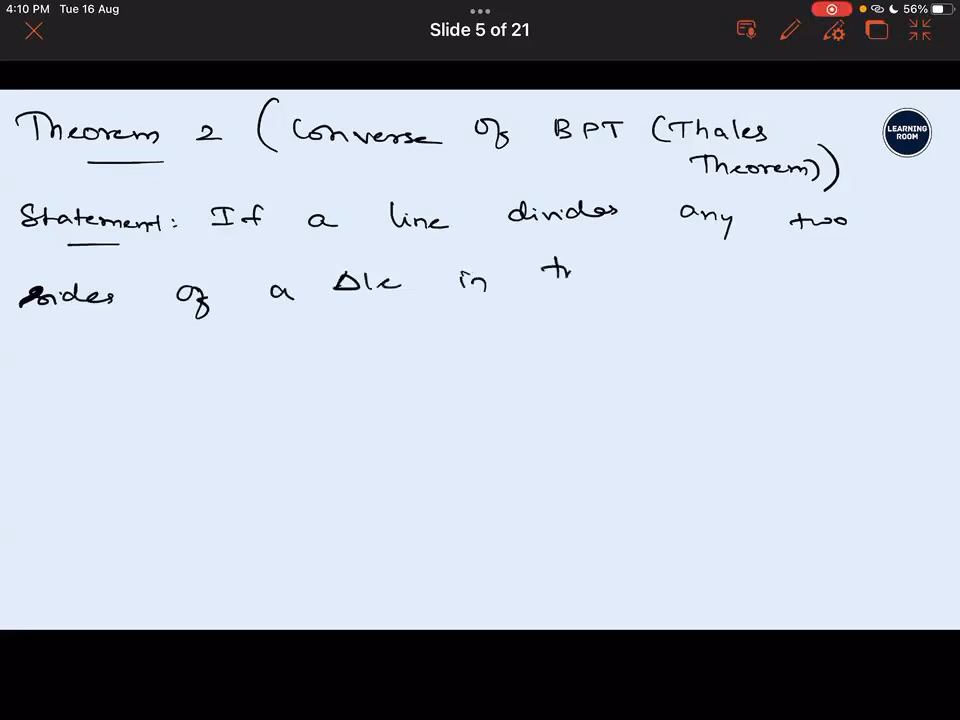 4:10 PM Tue 16 Aug
56%
Slide 5 of 21
Theorem 2 (Converse of BPT (Thales
Theorem))
LEARNING
ROOM
Statement: If a line divides any two
sides of a Δle in th